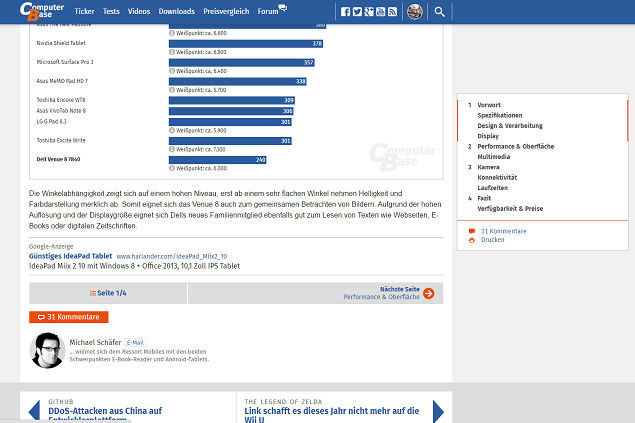 Computer Base
Ticker Tests Videos Downloads Preisvergleich Forum
Weißpunkt: ca. 6.600
Nvidia Shield Tablet 378
Weißpunkt: ca. 6.500
Microsoft Surface Pro 3 357
Weißpunkt: ca. 6.400
Asus MeMO Pad HD 7 338
Weißpunkt: ca. 5.700
Toshiba Encore WT8 309
Asus VivoTab Note 8 306
LG G Pad 8.3 301
Weißpunkt: ca. 5.900
Toshiba Excite Write 301
Weißpunkt: ca. 7.300
Dell Venue 8 7840 240
Weißpunkt: ca. 6.000
Computer Base
Die Winkelabhängigkeit zeigt sich auf einem hohen Niveau, erst ab einem sehr flachen Winkel nehmen Helligkeit und
Farbdarstellung merklich ab. Somit eignet sich das Venue 8 auch zum gemeinsamen Betrachten von Bildern. Aufgrund der hohen
Auflösung und der Displaygröße eignet sich Dells neues Familienmitglied ebenfalls gut zum Lesen von Texten wie Webseiten, E-
Books oder digitalen Zeitschriften.
Google-Anzeige
Günstiges IdeaPad Tablet www.harlander.com/IdeaPad_Miix2_10
IdeaPad Miix 2 10 mit Windows 8 + Office 2013, 10,1 Zoll IPS Tablet
Seite 1/4
Nächste Seite
Performance & Oberfläche
31 Kommentare
Michael Schäfer E-Mail
... widmet sich dem Ressort Mobiles mit den beiden
Schwerpunkten E-Book-Reader und Android-Tablets.
GITHUB
DDoS-Attacken aus China auf
Entwicklerplattform
THE LEGEND OF ZELDA
Link schafft es dieses Jahr nicht mehr auf die
Wii U
1 Vorwort
Spezifikationen
Design & Verarbeitung
Display
2 Performance & Oberfläche
Multimedia
3 Kamera
Konnektivität
Laufzeiten
4 Fazit
Verfügbarkeit & Preise
31 Kommentare
Drucken